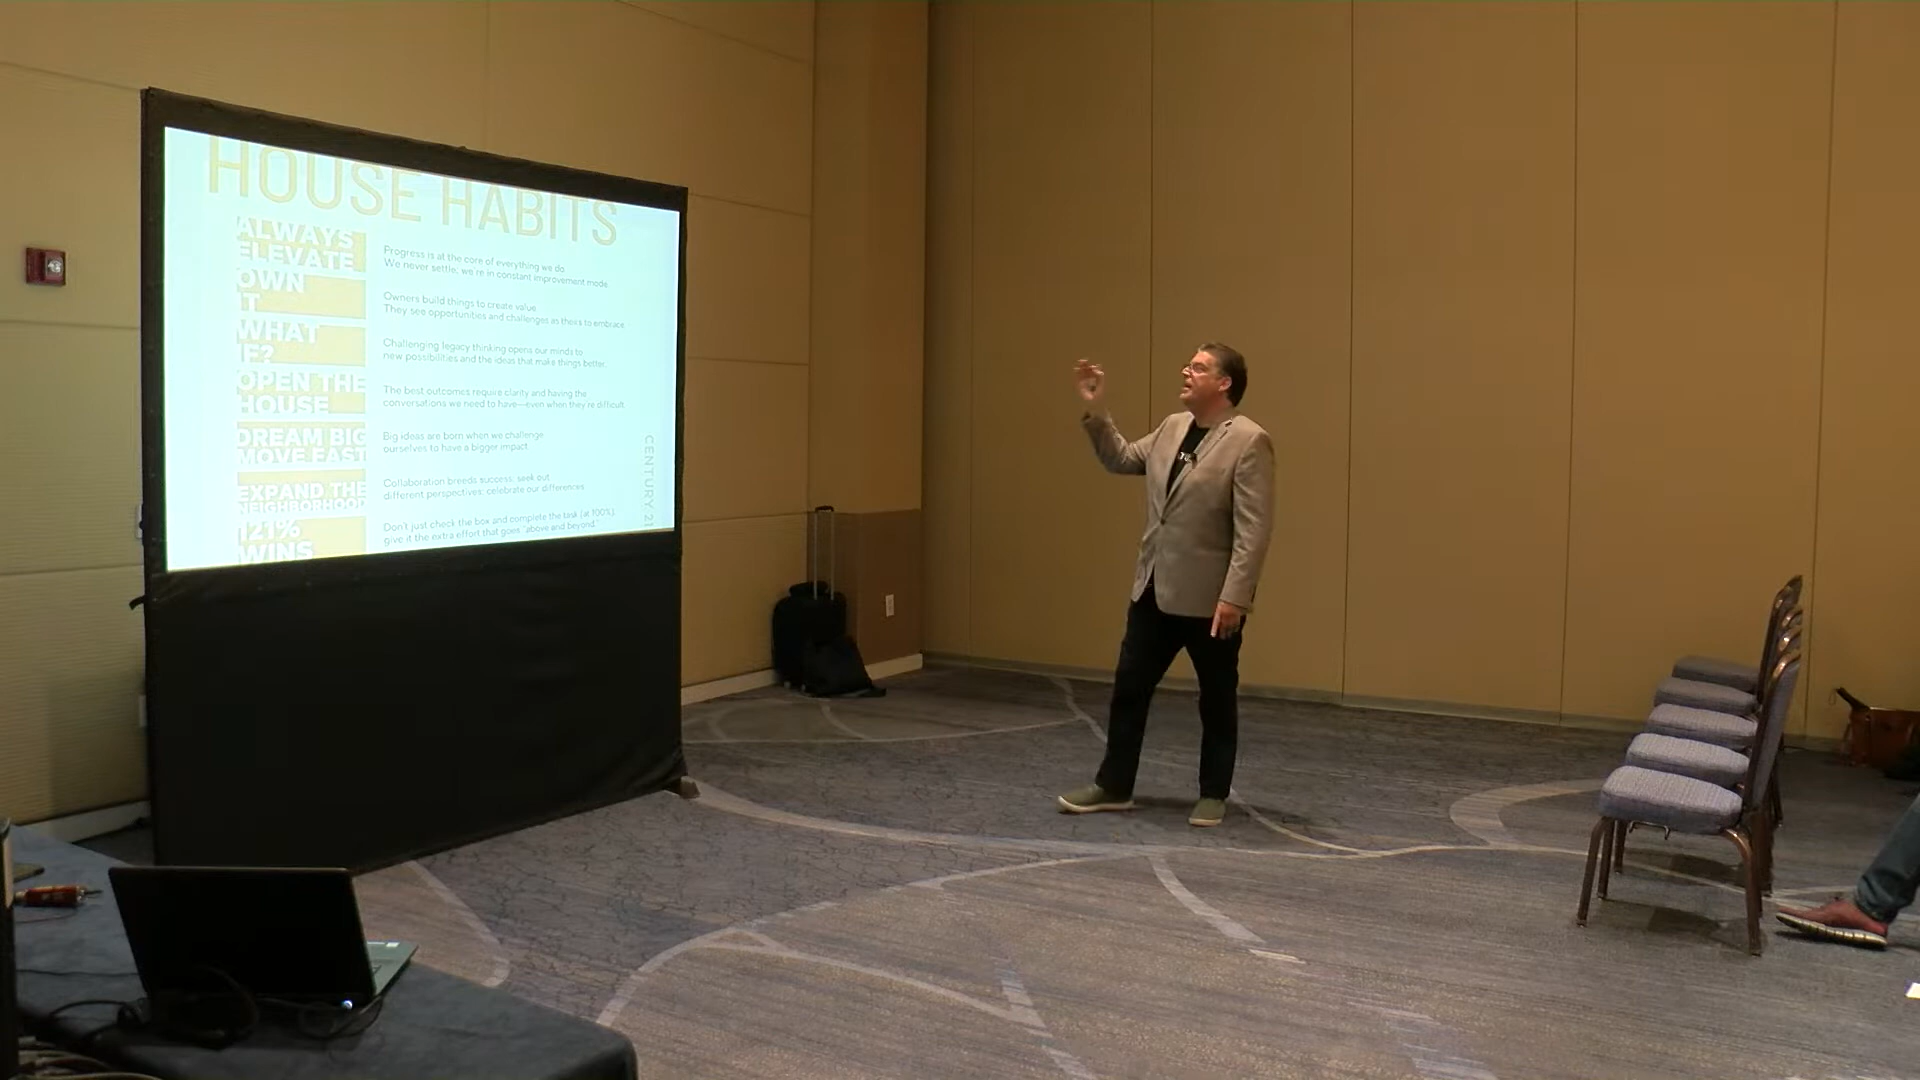 HOUSE HABITS
ALWAYS
ELEVATE
Progress is at the core of everything we do
We never settle; we're in constant improvement mode.
OWN
IT
Owners build things to create value
They see opportunities and challenges as theirs to embrace.
WHAT
IF?
Challenging legacy thinking opens our minds to
new possibilities and the ideas that make things better.
OPEN THE
HOUSE
The best outcomes require clarity and having the
conversations we need to have—even when they're difficult.
DREAM BIG
MOVE FAST
Big ideas are born when we challenge
ourselves to have a bigger impact
EXPAND THE
NEIGHBORHOOD
Collaboration breeds success: seek out
different perspectives; celebrate our differences
121%
WINS
Don't just check the box and complete the task (at 100%),
give it the extra effort that goes "above and beyond."
CENTURY 21